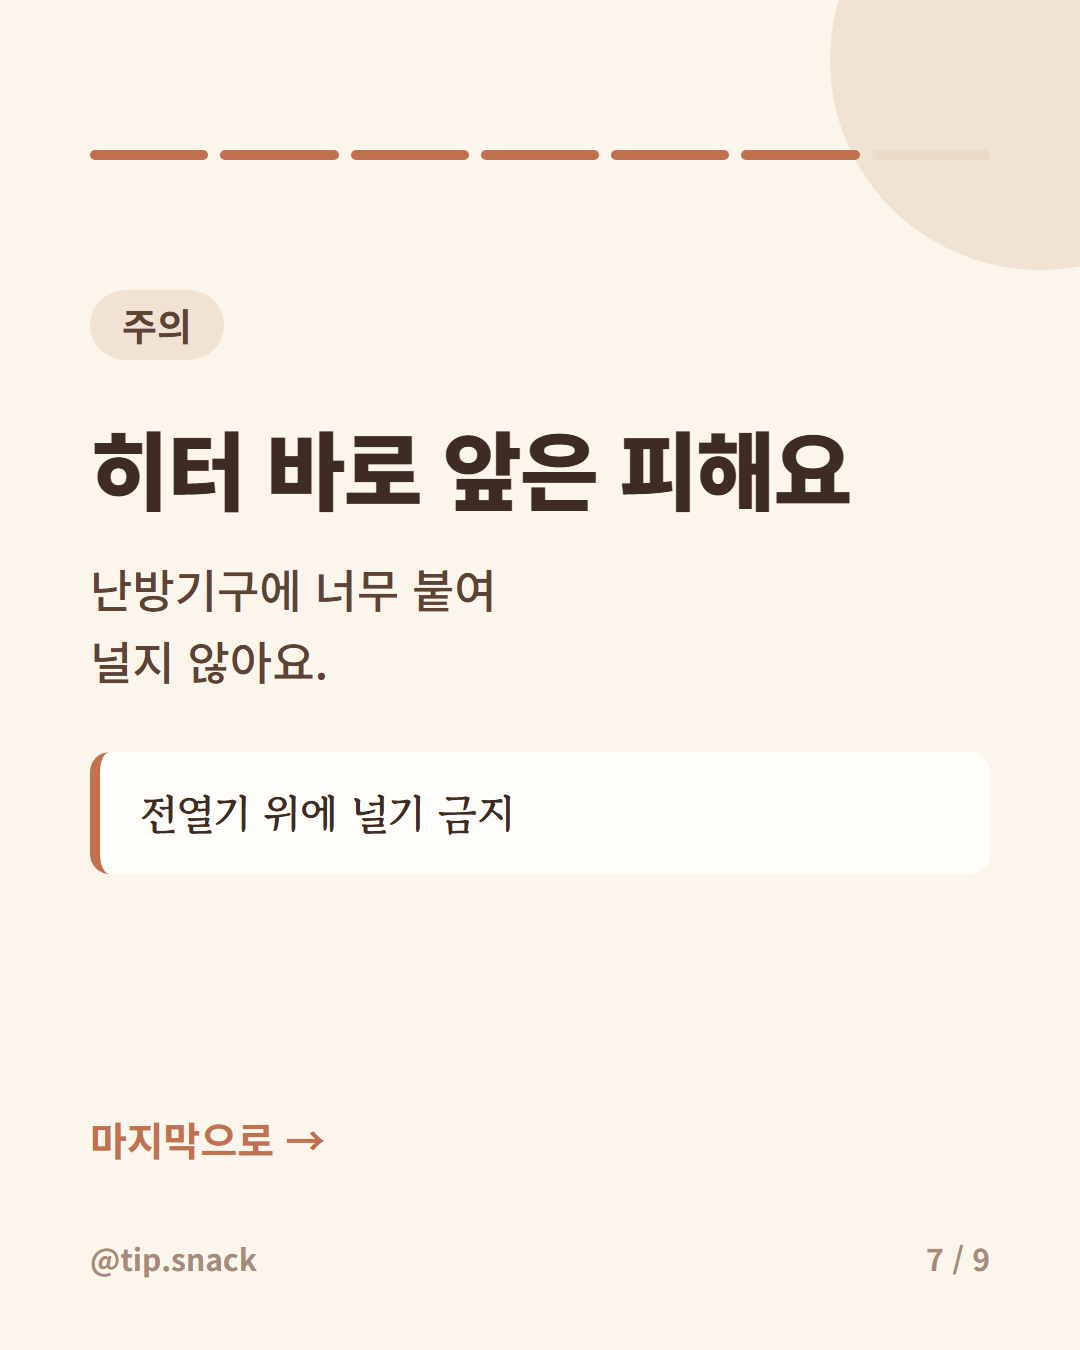 주의
히터 바로 앞은 피해요
난방기구에 너무 붙여
널지 않아요.
전열기 위에 널기 금지
마지막으로 →
@tip.snack
7 / 9